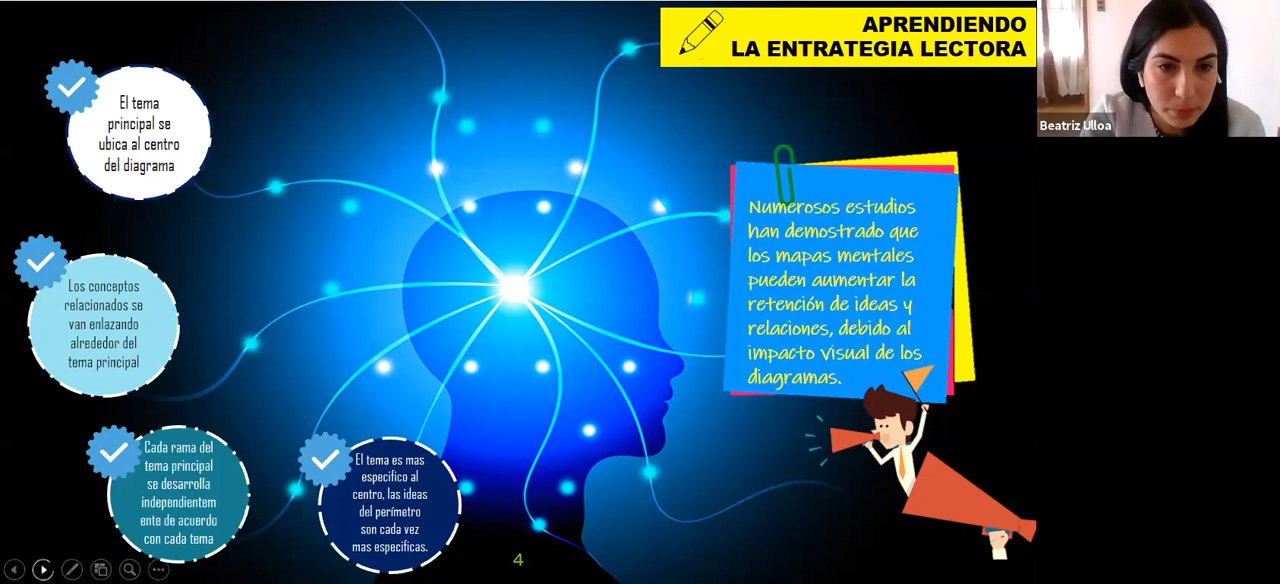 APRENDIENDO
LA ENTRATEGIA LECTORA
Beatriz Ulloa
El tema
principal se
ubica al centro
del diagrama
Los conceptos
relacionados se
van enlazando
alrededor del
tema principal
Cada rama del
tema principal
se desarrolla
independientem
ente de acuerdo
con cada tema
El tema es mas
especifico al
centro, las ideas
del perímetro
son cada vez
mas especificas.
Numerosos estudios
han demostrado que
los mapas mentales
pueden aumentar la
retención de ideas y
relaciones, debido al
impacto visual de los
diagramas.
4